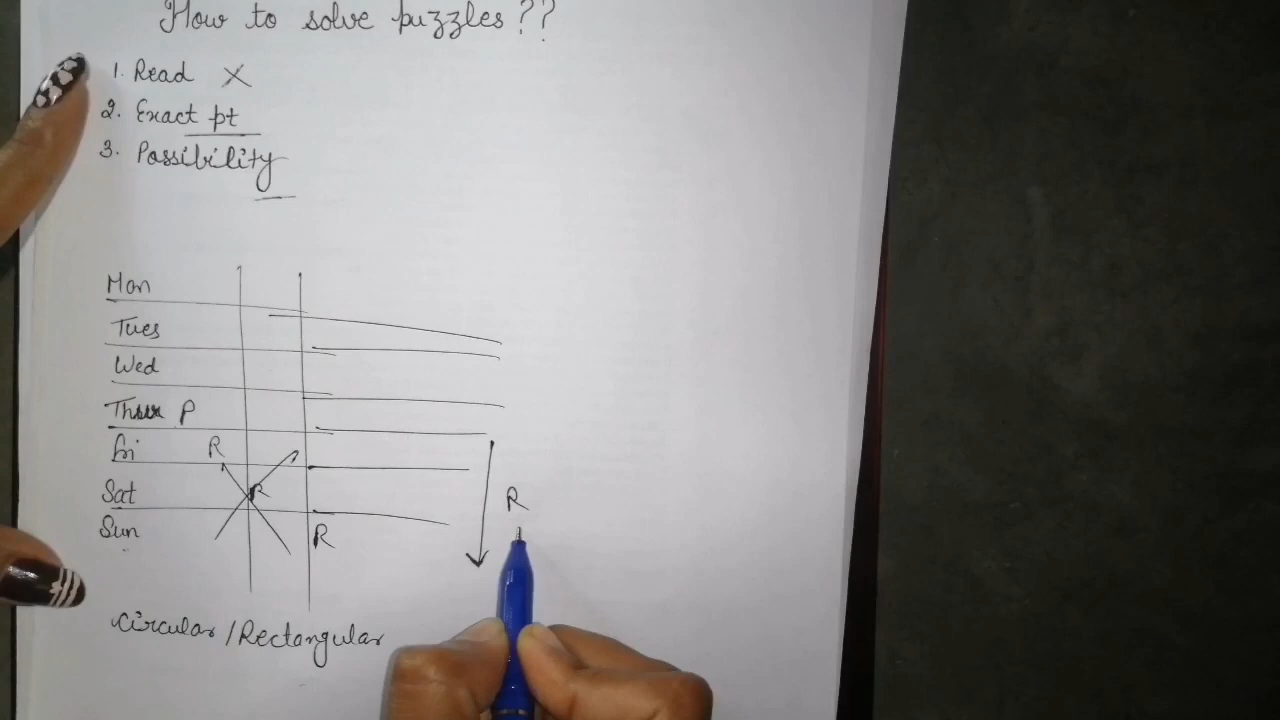 How to solve puzzles??
1. Read X
2. Exact pt
3. Possibility
Mon
Tues
Wed
Thur P
Fri R
Sat R
Sun R
R
Circular/Rectangular